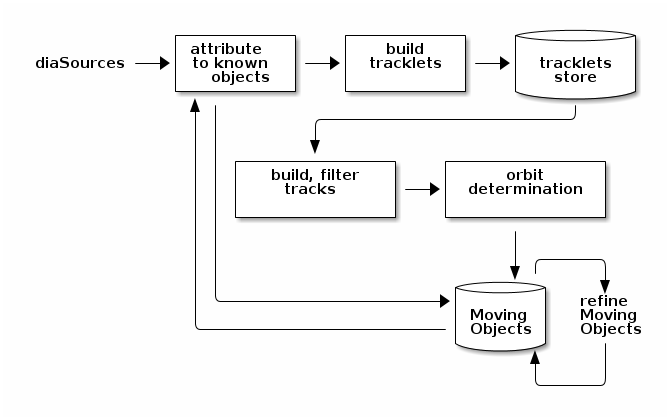 diaSources
attribute
to known
objects
build
tracklets
tracklets
store
build, filter
tracks
orbit
determination
Moving
Objects
refine
Moving
Objects